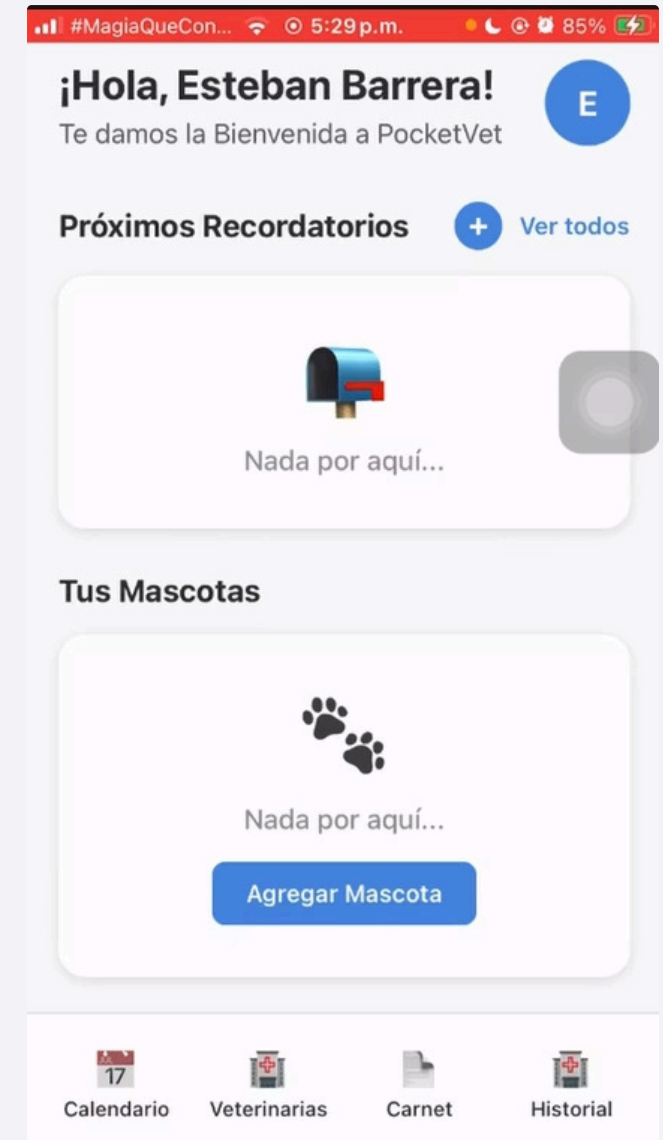 #MagiaQueCon... 5:29 p.m. 85%
¡Hola, Esteban Barrera!
E
Te damos la Bienvenida a PocketVet
Próximos Recordatorios + Ver todos
Nada por aquí...
Tus Mascotas
Nada por aquí...
Agregar Mascota
17
Calendario Veterinarias Carnet Historial